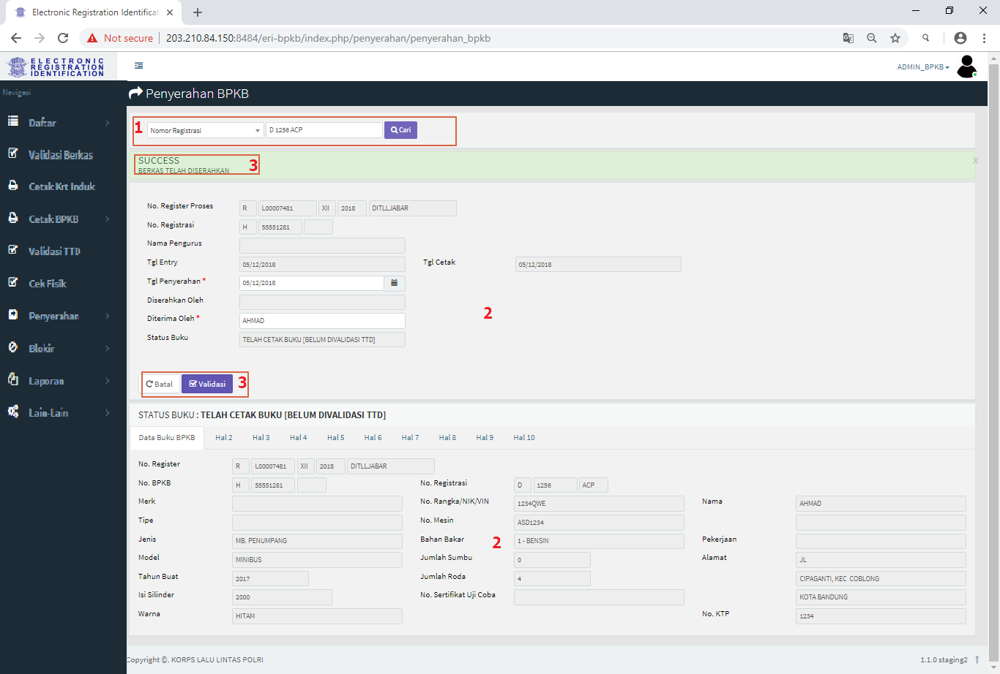 Electronic Registration Identificat
Not secure 203.210.84.150:8484/eri-bpkb/index.php/penyerahan/penyerahan_bpkb
ELECTRONIC
REGISTRATION
IDENTIFICATION
ADMIN_BPKB
Navigasi
Daftar
Validasi Berkas
Cetak Krt Induk
Cetak BPKB
Validasi TTD
Cek Fisik
Penyerahan
Blokir
Laporan
Lain-Lain
Penyerahan BPKB
1 Nomor Registrasi D 1256 ACP Cari
SUCCESS
BERKAS TELAH DISERAHKAN
3
x
No. Register Proses R L00007481 XII 2018 DITLLJABAR
No. Registrasi H 55551281
Nama Pengurus
Tgl Entry 05/12/2018 Tgl Cetak 05/12/2018
Tgl Penyerahan * 05/12/2018
Diserahkan Oleh
2
Diterima Oleh * AHMAD
Status Buku TELAH CETAK BUKU [BELUM DIVALIDASI TTD]
Batal Validasi 3
STATUS BUKU : TELAH CETAK BUKU [BELUM DIVALIDASI TTD]
Data Buku BPKB Hal 2 Hal 3 Hal 4 Hal 5 Hal 6 Hal 7 Hal 8 Hal 9 Hal 10
No. Register R L00007481 XII 2018 DITLLJABAR
No. BPKB H 55551281 No. Registrasi D 1256 ACP
Merk No. Rangka/NIK/VIN 1234QWE Nama AHMAD
Tipe No. Mesin ASD1234
Jenis MB. PENUMPANG Bahan Bakar 2 1 - BENSIN Pekerjaan
Model MINIBUS Jumlah Sumbu 0 Alamat JL
Tahun Buat 2017 Jumlah Roda 4 CIPAGANTI, KEC COBLONG
Isi Silinder 2000 No. Sertifikat Uji Coba KOTA BANDUNG
Warna HITAM No. KTP 1234
Copyright ©. KORPS LALU LINTAS POLRI 1.1.0 staging2